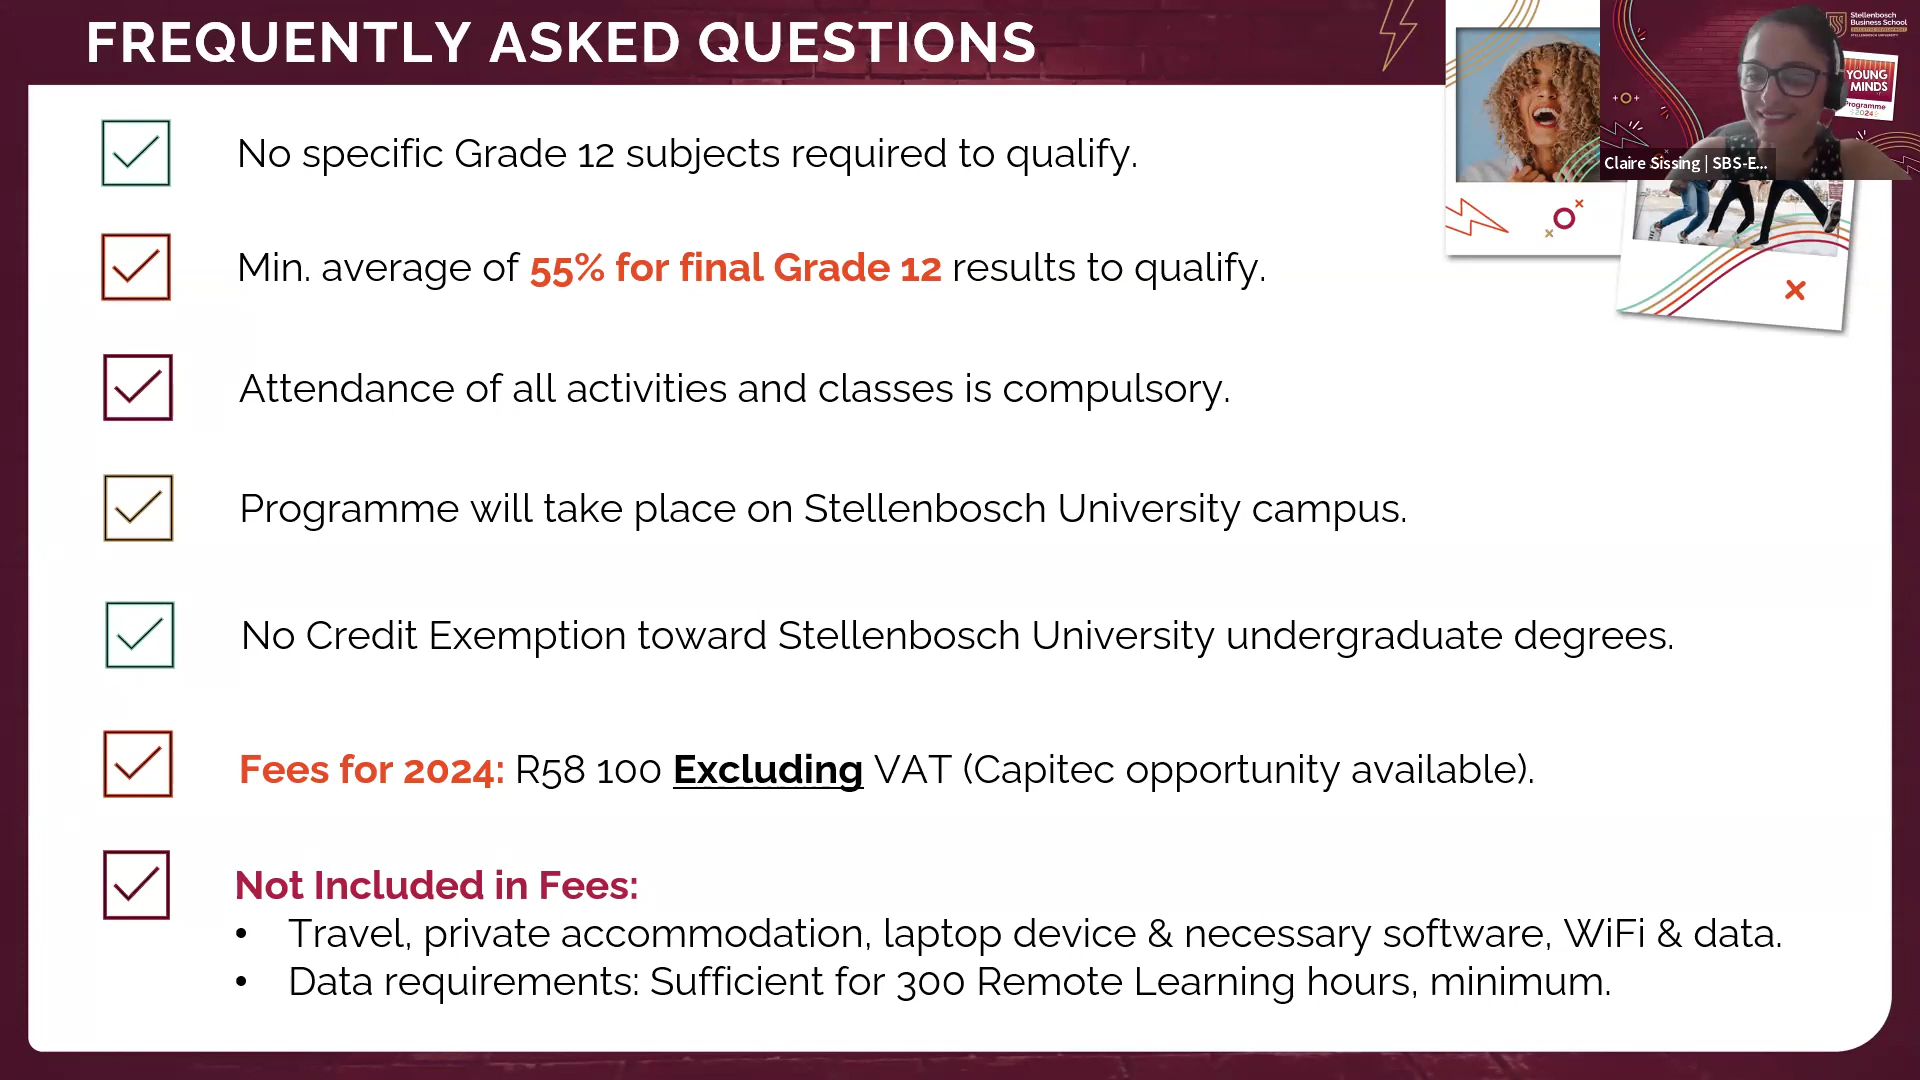 FREQUENTLY ASKED QUESTIONS
Stellenbosch
Business School
YOUNG
MINDS
Programme
2024
Claire Sissing | SBS-E...
No specific Grade 12 subjects required to qualify.
Min. average of 55% for final Grade 12 results to qualify.
Attendance of all activities and classes is compulsory.
Programme will take place on Stellenbosch University campus.
No Credit Exemption toward Stellenbosch University undergraduate degrees.
Fees for 2024: R58 100 Excluding VAT (Capitec opportunity available).
Not Included in Fees:
• Travel, private accommodation, laptop device & necessary software, WiFi & data.
• Data requirements: Sufficient for 300 Remote Learning hours, minimum.